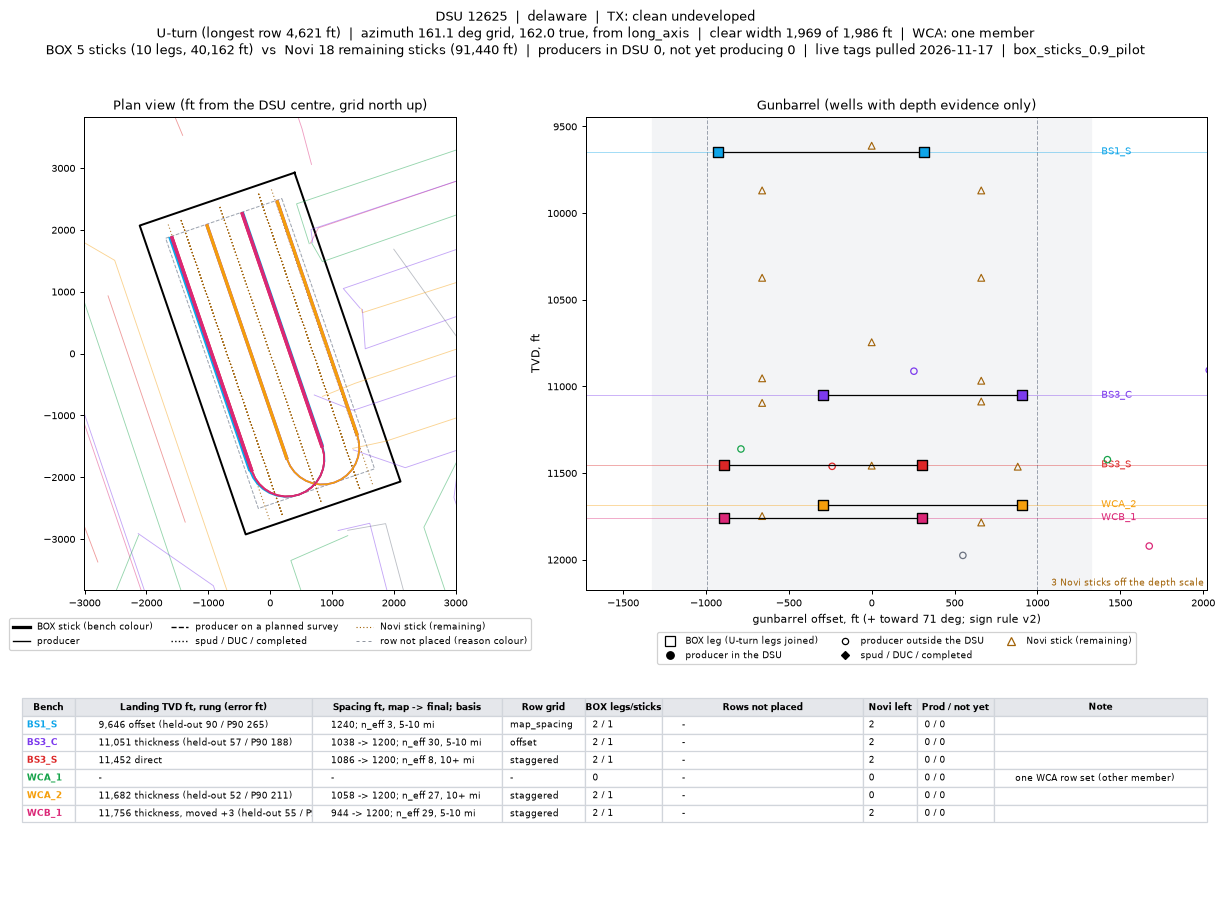 DSU 12625 | delaware | TX: clean undeveloped
U-turn (longest row 4,621 ft) | azimuth 161.1 deg grid, 162.0 true, from long_axis | clear width 1,969 of 1,986 ft | WCA: one member
BOX 5 sticks (10 legs, 40,162 ft) vs Novi 18 remaining sticks (91,440 ft) | producers in DSU 0, not yet producing 0 | live tags pulled 2026-11-17 | box_sticks_0.9_pilot
Plan view (ft from the DSU centre, grid north up)
3000
2000
1000
0
−1000
−2000
−3000
−3000 −2000 −1000 0 1000 2000 3000
BOX stick (bench colour) producer on a planned survey Novi stick (remaining)
producer spud / DUC / completed row not placed (reason colour)
Gunbarrel (wells with depth evidence only)
TVD, ft
9500
10000
10500
11000
11500
12000
BS1_S
BS3_C
BS3_S
WCA_2
WCB_1
3 Novi sticks off the depth scale
−1500 −1000 −500 0 500 1000 1500 2000
gunbarrel offset, ft (+ toward 71 deg; sign rule v2)
BOX leg (U-turn legs joined) producer outside the DSU Novi stick (remaining)
producer in the DSU spud / DUC / completed
Bench Landing TVD ft, rung (error ft) Spacing ft, map -> final; basis Row grid BOX legs/sticks Rows not placed Novi left Prod / not yet Note
BS1_S 9,646 offset (held-out 90 / P90 265) 1240; n_eff 3, 5-10 mi map_spacing 2 / 1 - 2 0 / 0
BS3_C 11,051 thickness (held-out 57 / P90 188) 1038 -> 1200; n_eff 30, 5-10 mi offset 2 / 1 - 2 0 / 0
BS3_S 11,452 direct 1086 -> 1200; n_eff 8, 10+ mi staggered 2 / 1 - 2 0 / 0
WCA_1 - - - 0 - 0 0 / 0 one WCA row set (other member)
WCA_2 11,682 thickness (held-out 52 / P90 211) 1058 -> 1200; n_eff 27, 10+ mi staggered 2 / 1 - 0 0 / 0
WCB_1 11,756 thickness, moved +3 (held-out 55 / P 944 -> 1200; n_eff 29, 5-10 mi staggered 2 / 1 - 2 0 / 0